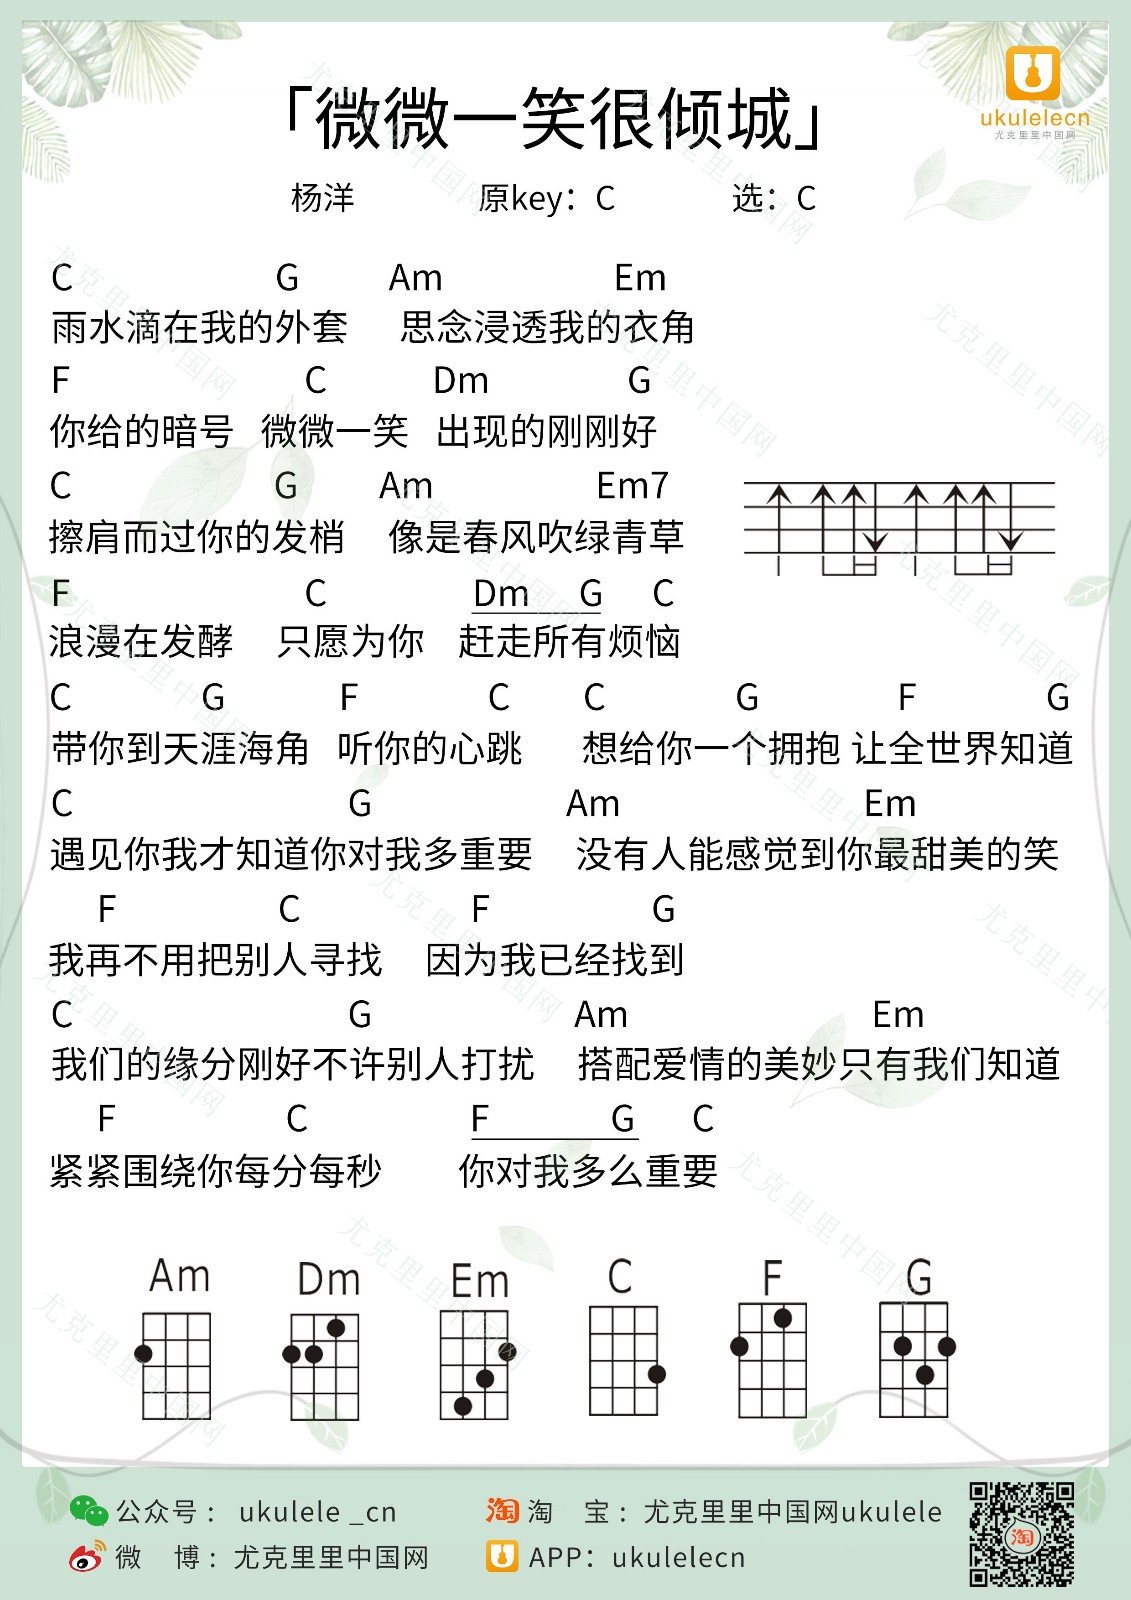 「微微一笑很倾城」
ukulelecn
尤克里里中国网
杨洋 原key：C 选：C
C G Am Em
雨水滴在我的外套 思念浸透我的衣角
F C Dm G
你给的暗号 微微一笑 出现的刚刚好
C G Am Em7
擦肩而过你的发梢 像是春风吹绿青草
F C Dm G C
浪漫在发酵 只愿为你 赶走所有烦恼
C G F C C G F G
带你到天涯海角 听你的心跳 想给你一个拥抱 让全世界知道
C G Am Em
遇见你我才知道你对我多重要 没有人能感觉到你最甜美的笑
F C F G
我再不用把别人寻找 因为我已经找到
C G Am Em
我们的缘分刚好不许别人打扰 搭配爱情的美妙只有我们知道
F C F G C
紧紧围绕你每分每秒 你对我多么重要
Am Dm Em C F G
公众号： ukulele _cn 淘 淘 宝：尤克里里中国网ukulele
微 博：尤克里里中国网 APP：ukulelecn
淘